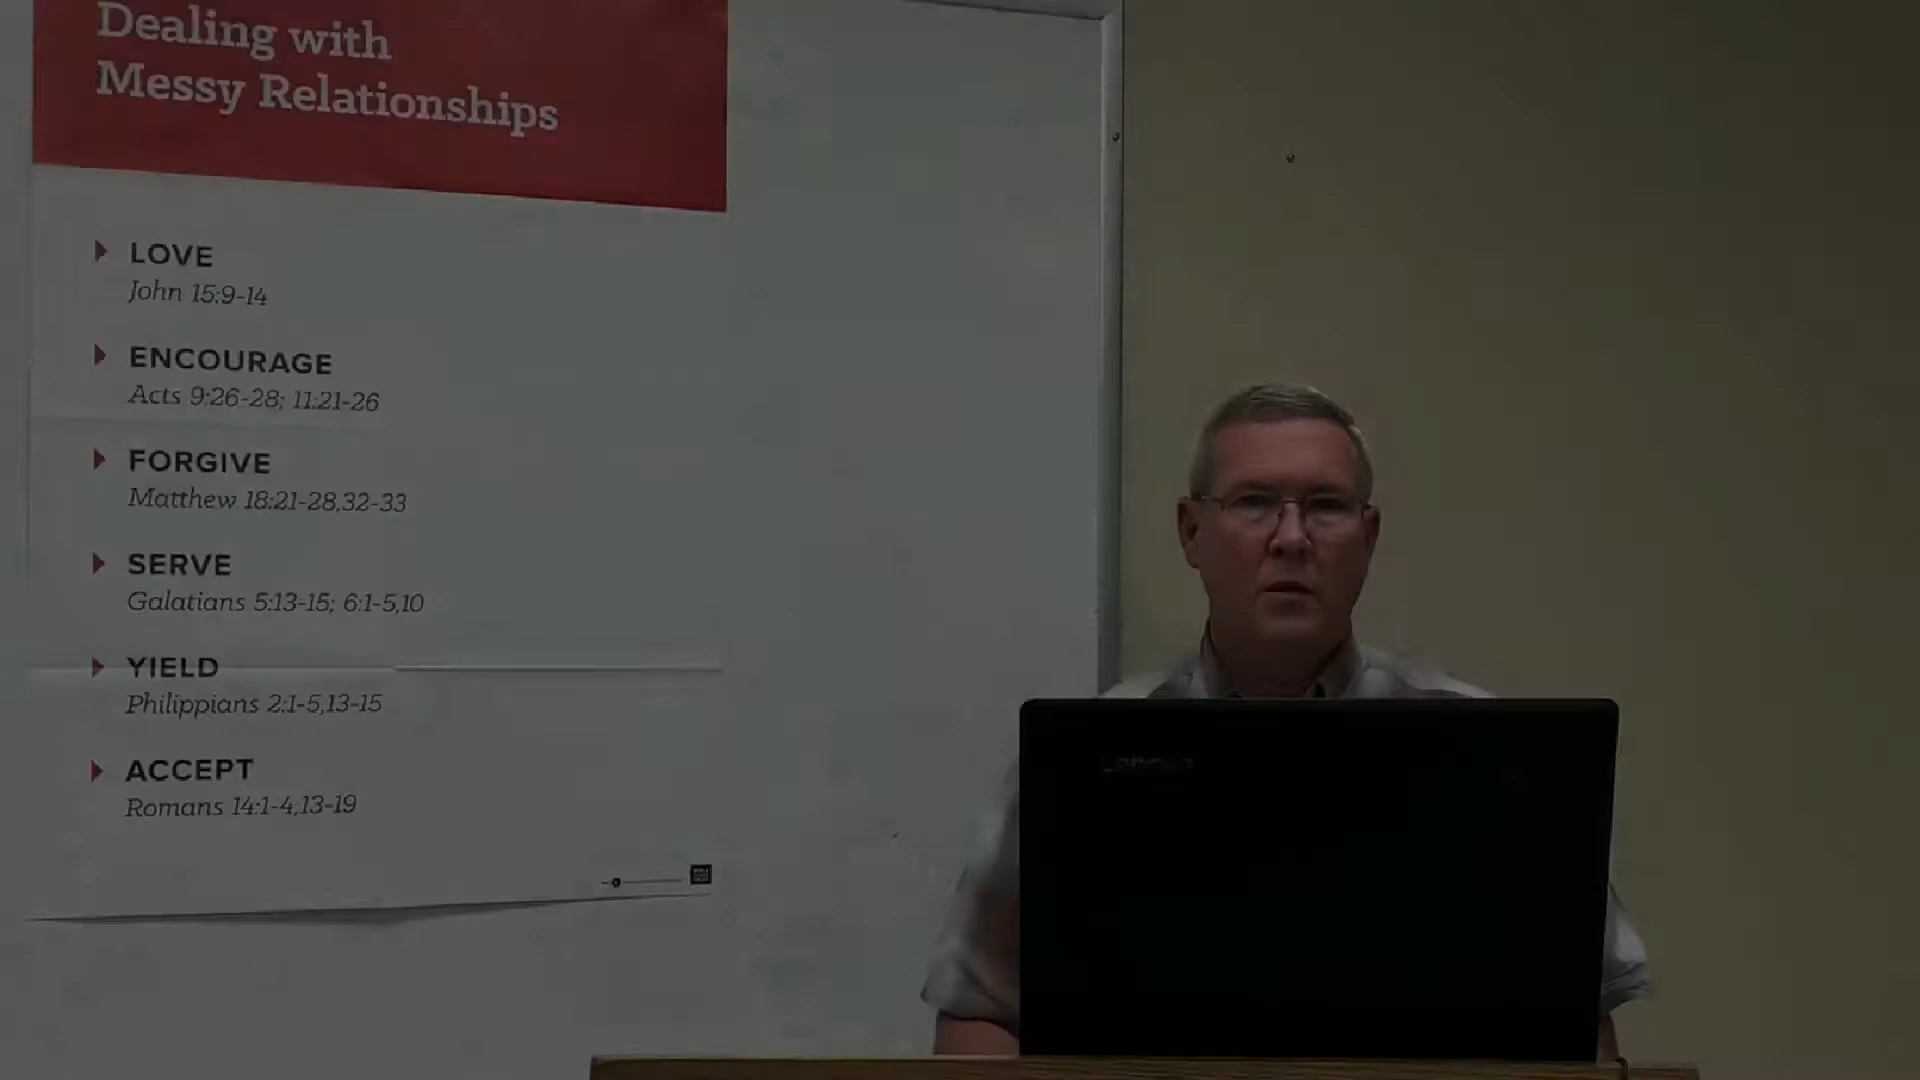 Dealing with
Messy Relationships
LOVE
John 15:9-14
ENCOURAGE
Acts 9:26-28; 11:21-26
FORGIVE
Matthew 18:21-28,32-33
SERVE
Galatians 5:13-15; 6:1-5,10
YIELD
Philippians 2:1-5,13-15
ACCEPT
Romans 14:1-4,13-19
Lenovo